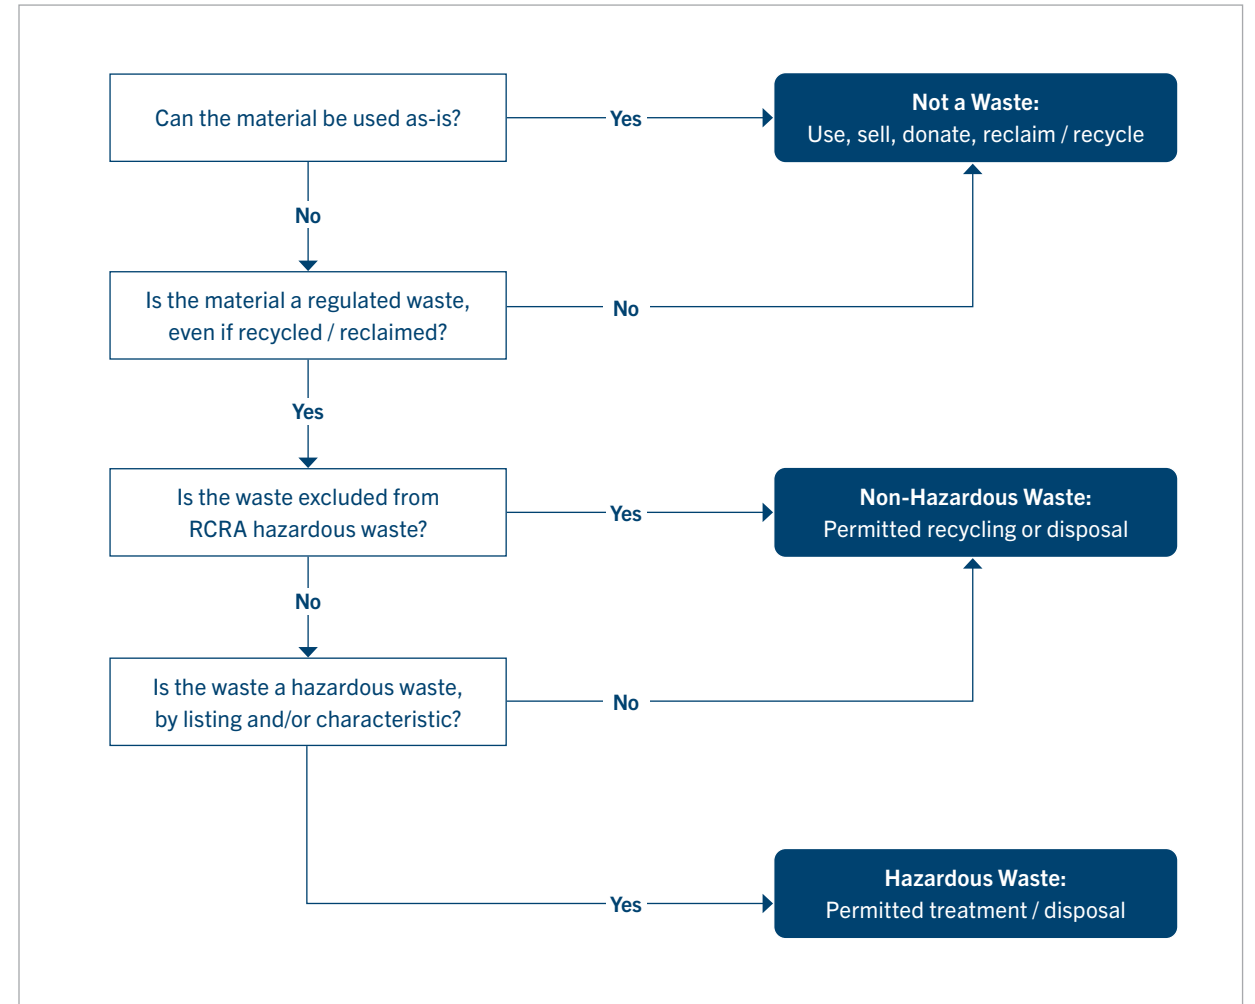 Can the material be used as-is?
Yes
Not a Waste:
Use, sell, donate, reclaim / recycle
No
Is the material a regulated waste,
even if recycled / reclaimed?
No
Yes
Is the waste excluded from
RCRA hazardous waste?
Yes
Non-Hazardous Waste:
Permitted recycling or disposal
No
Is the waste a hazardous waste,
by listing and/or characteristic?
No
Yes
Hazardous Waste:
Permitted treatment / disposal